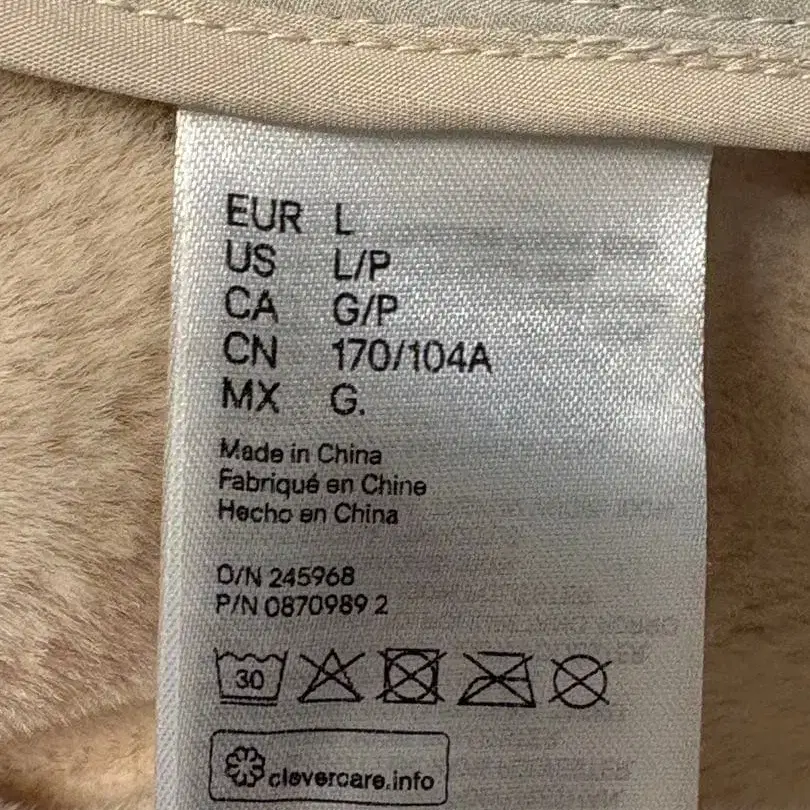 EUR L
US L/P
CA G/P
CN 170/104A
MX G.
Made in China
Fabriqué en Chine
Hecho en China
O/N 245968
P/N 0870989 2
30
clevercare.info